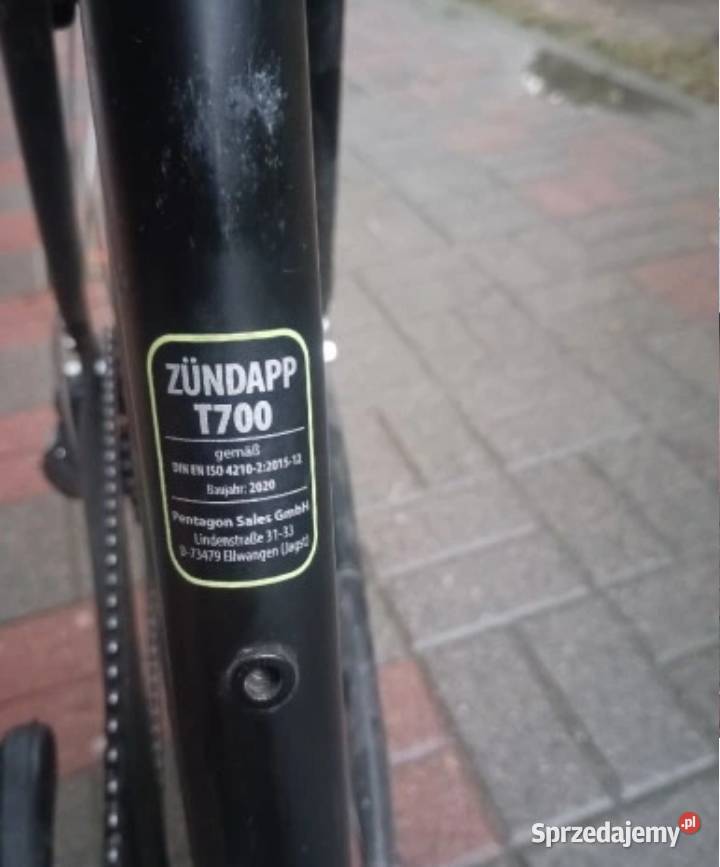 ZÜNDAPP
T700
gemäß
DIN EN ISO 4210-2:2015-12
Baujahr: 2020
Pentagon Sales GmbH
Lindenstraße 31-33
D-73479 Ellwangen (Jagst)
Sprzedajemy.pl